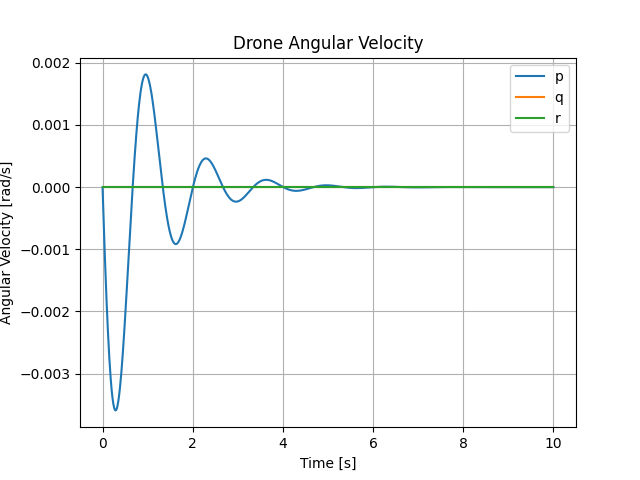 Drone Angular Velocity
p
q
r
0.002
0.001
0.000
−0.001
−0.002
−0.003
Angular Velocity [rad/s]
0
2
4
6
8
10
Time [s]